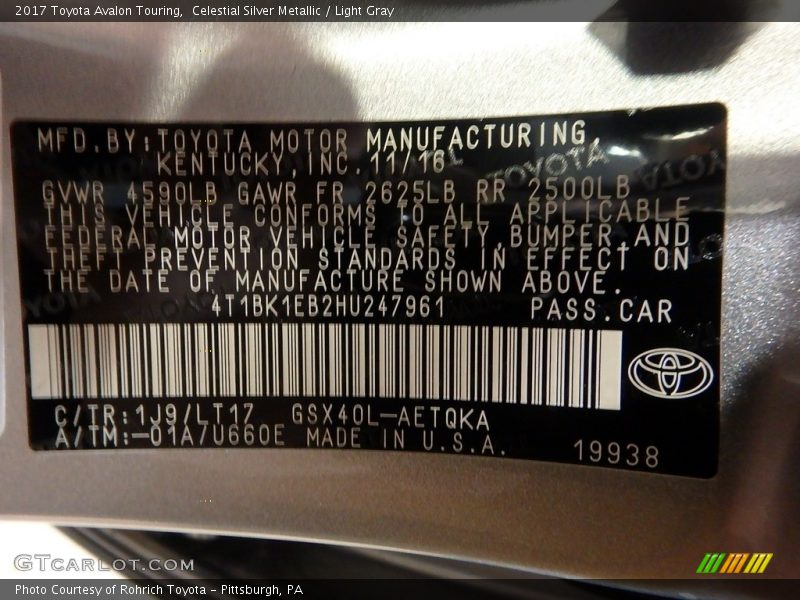 2017 Toyota Avalon Touring,  Celestial Silver Metallic / Light Gray
MFD.BY:TOYOTA MOTOR MANUFACTURING,
KENTUCKY,INC. 11/16
GVWR 4590LB GAWR FR 2625LB RR 2500LB
THIS VEHICLE CONFORMS TO ALL APPLICABLE
FEDERAL MOTOR VEHICLE SAFETY,BUMPER,AND
THEFT PREVENTION STANDARDS IN EFFECT ON
THE DATE OF MANUFACTURE SHOWN ABOVE.
4T1BK1EB2HU247961 PASS.CAR
C/TR:1J9/LT17 GSX40L-AETQKA
A/TM:-01A/U660E MADE IN U.S.A. 19938
GTCARLOT.COM
Photo Courtesy of Rohrich Toyota - Pittsburgh, PA